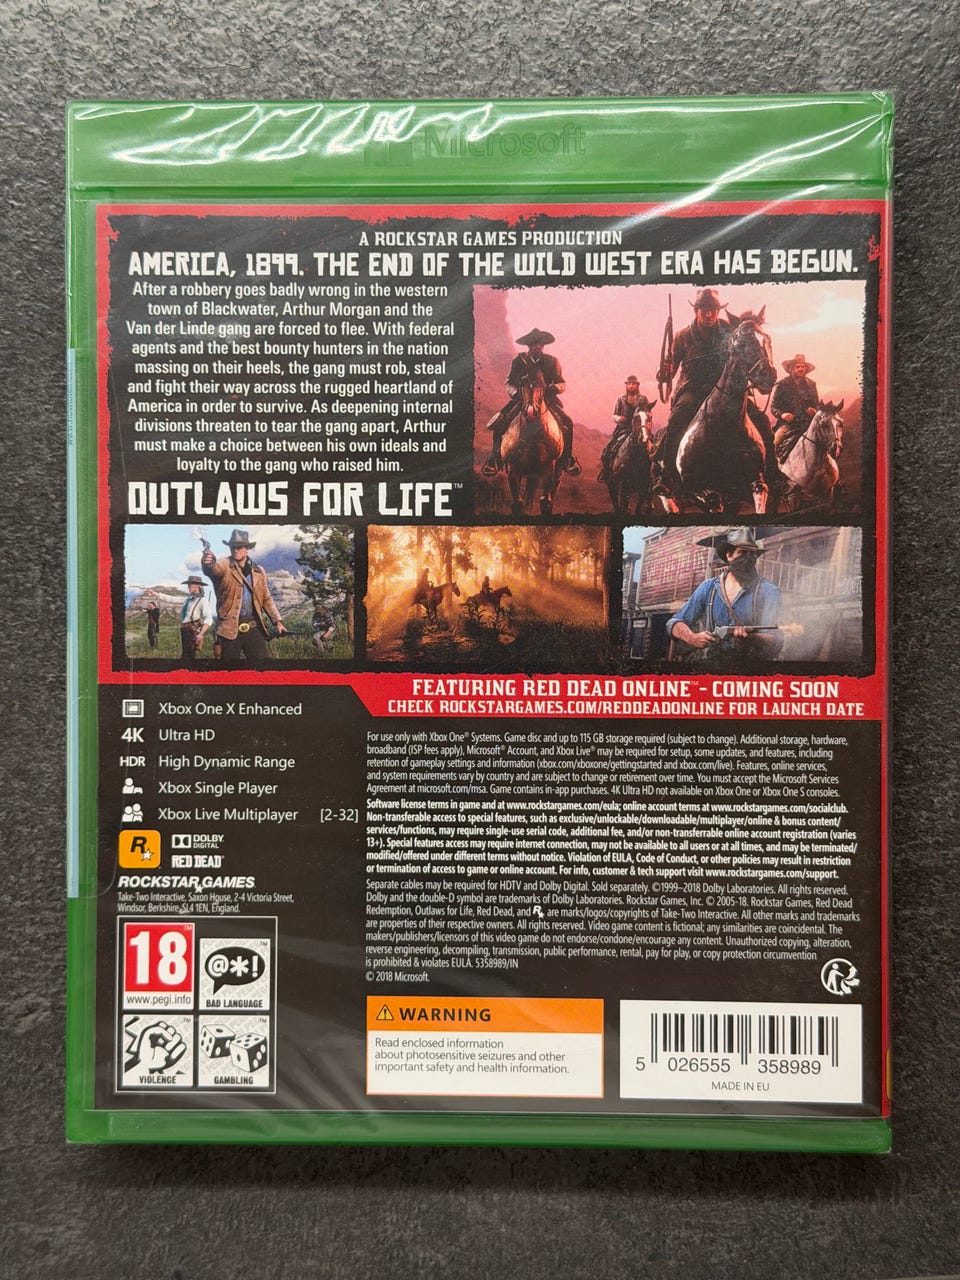 Microsoft
A ROCKSTAR GAMES PRODUCTION
AMERICA, 1899. THE END OF THE WILD WEST ERA HAS BEGUN.
After a robbery goes badly wrong in the western
town of Blackwater, Arthur Morgan and the
Van der Linde gang are forced to flee. With federal
agents and the best bounty hunters in the nation
massing on their heels, the gang must rob, steal
and fight their way across the rugged heartland of
America in order to survive. As deepening internal
divisions threaten to tear the gang apart, Arthur
must make a choice between his own ideals and
loyalty to the gang who raised him.
OUTLAWS FOR LIFE™
FEATURING RED DEAD ONLINE™ - COMING SOON
CHECK ROCKSTARGAMES.COM/REDDEADONLINE FOR LAUNCH DATE
Xbox One X Enhanced
4K Ultra HD
HDR High Dynamic Range
Xbox Single Player
Xbox Live Multiplayer [2-32]
R
DOLBY
DIGITAL
RED DEAD
ROCKSTAR GAMES
Take-Two Interactive, Saxon House, 2-4 Victoria Street,
Windsor, Berkshire, SL4 1EN, England.
For use only with Xbox One® Systems. Game disc and up to 115 GB storage required (subject to change). Additional storage, hardware,
broadband (ISP fees apply), Microsoft® Account, and Xbox Live® may be required for setup, some updates, and features, including
retention of gameplay settings and information (xbox.com/xboxone/gettingstarted and xbox.com/live). Features, online services,
and system requirements vary by country and are subject to change or retirement over time. You must accept the Microsoft Services
Agreement at microsoft.com/msa. Game contains in-app purchases. 4K Ultra HD not available on Xbox One or Xbox One S consoles.
Software license terms in game and at www.rockstargames.com/eula; online account terms at www.rockstargames.com/socialclub.
Non-transferable access to special features, such as exclusive/unlockable/downloadable/multiplayer/online & bonus content/
services/functions, may require single-use serial code, additional fee, and/or non-transferrable online account registration (varies
13+). Special features access may require internet connection, may not be available to all users or at all times, and may be terminated/
modified/offered under different terms without notice. Violation of EULA, Code of Conduct, or other policies may result in restriction
or termination of access to game or online account. For info, customer & tech support visit www.rockstargames.com/support.
Separate cables may be required for HDTV and Dolby Digital. Sold separately. ©1999–2018 Dolby Laboratories. All rights reserved.
Dolby and the double-D symbol are trademarks of Dolby Laboratories. Rockstar Games, Inc. © 2005-18. Rockstar Games, Red Dead
Redemption, Outlaws for Life, Red Dead, and R are marks/logos/copyrights of Take-Two Interactive. All other marks and trademarks
are properties of their respective owners. All rights reserved. Video game content is fictional; any similarities are coincidental. The
makers/publishers/licensors of this video game do not endorse/condone/encourage any content. Unauthorized copying, alteration,
reverse engineering, decompiling, transmission, public performance, rental, pay for play, or copy protection circumvention
is prohibited & violates EULA. 5358989/IN
© 2018 Microsoft.
18
www.pegi.info
@*!
BAD LANGUAGE
VIOLENCE
GAMBLING
WARNING
Read enclosed information
about photosensitive seizures and other
important safety and health information.
5 026555 358989
MADE IN EU